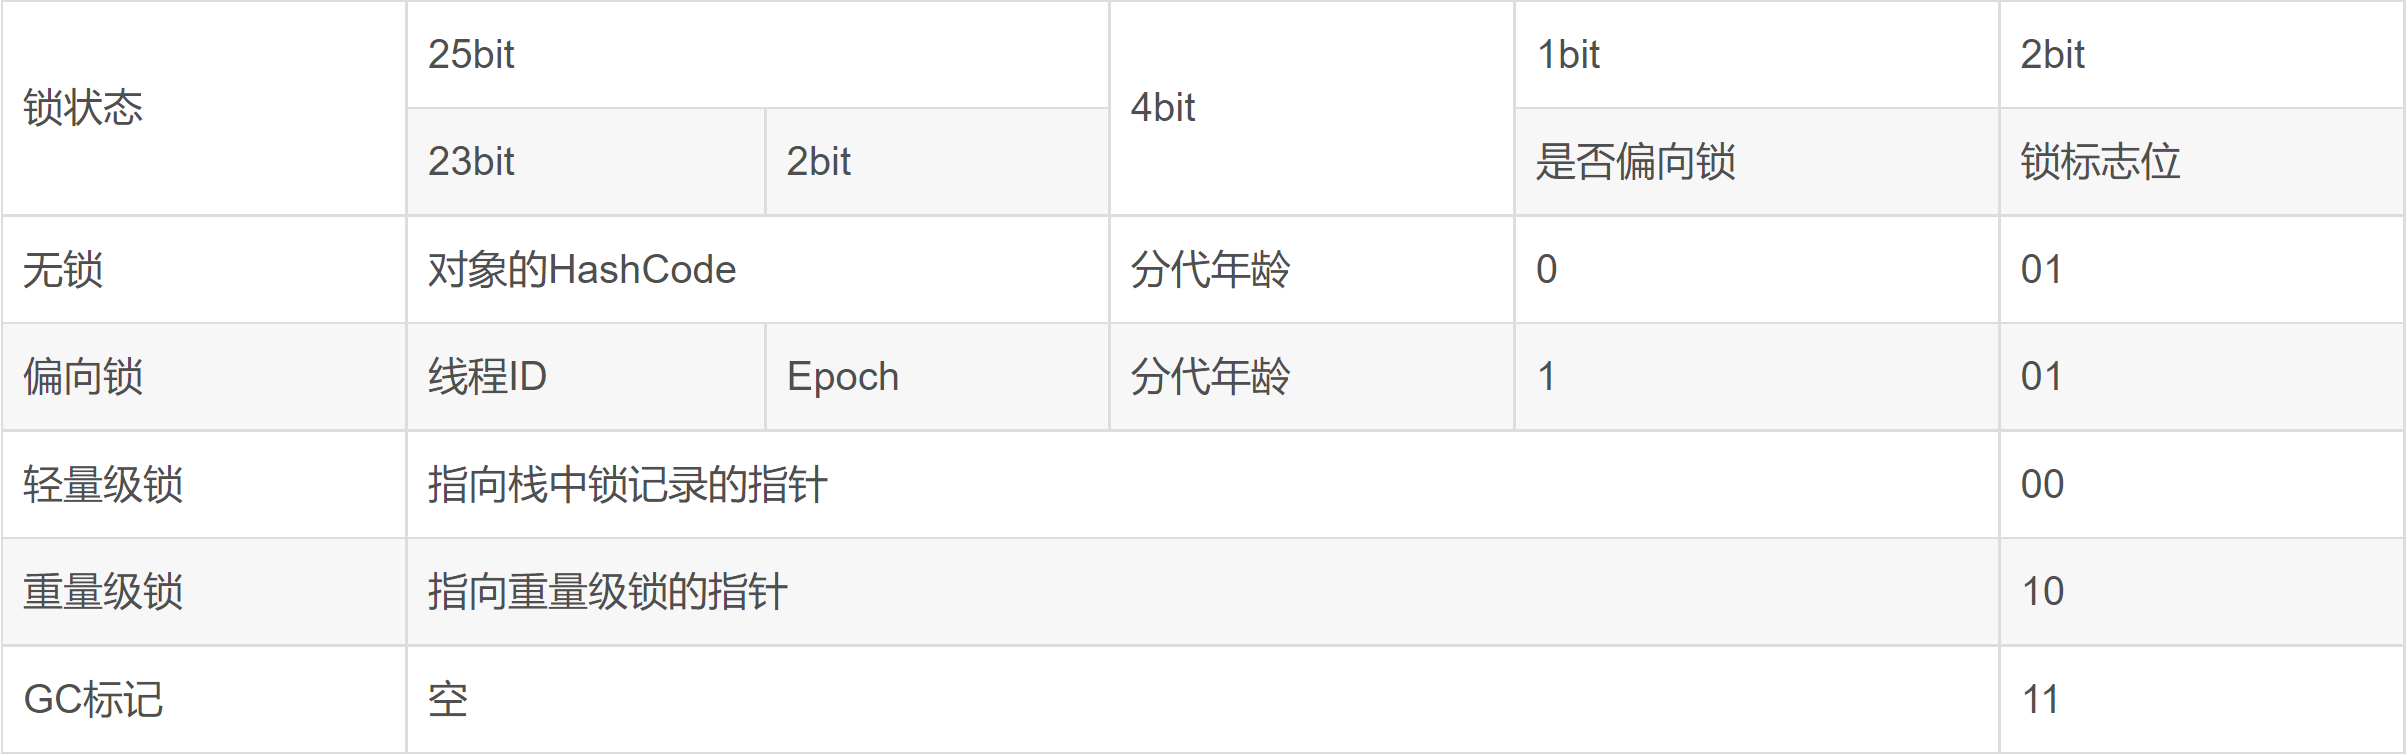 锁状态 25bit 4bit 1bit 2bit
23bit 2bit 是否偏向锁 锁标志位
无锁 对象的HashCode 分代年龄 0 01
偏向锁 线程ID Epoch 分代年龄 1 01
轻量级锁 指向栈中锁记录的指针 00
重量级锁 指向重量级锁的指针 10
GC标记 空 11